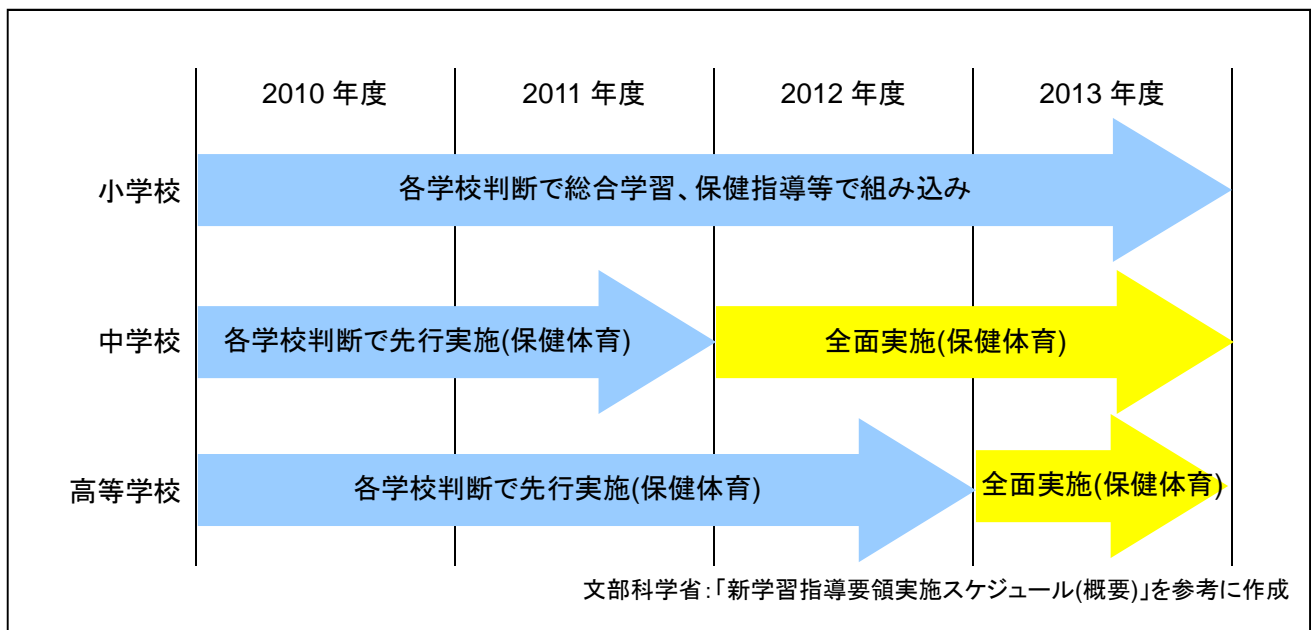 2010 年度
2011 年度
2012 年度
2013 年度
小学校
各学校判断で総合学習、保健指導等で組み込み
中学校
各学校判断で先行実施(保健体育)
全面実施(保健体育)
高等学校
各学校判断で先行実施(保健体育)
全面実施(保健体育)
文部科学省:「新学習指導要領実施スケジュール(概要)」を参考に作成